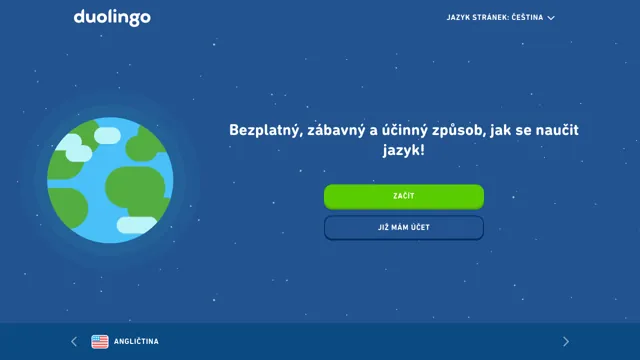 duolingo
JAZYK STRÁNEK: ČEŠTINA
Bezplatný, zábavný a účinný způsob, jak se naučit
jazyk!
ZAČÍT
JIŽ MÁM ÚČET
ANGLIČTINA